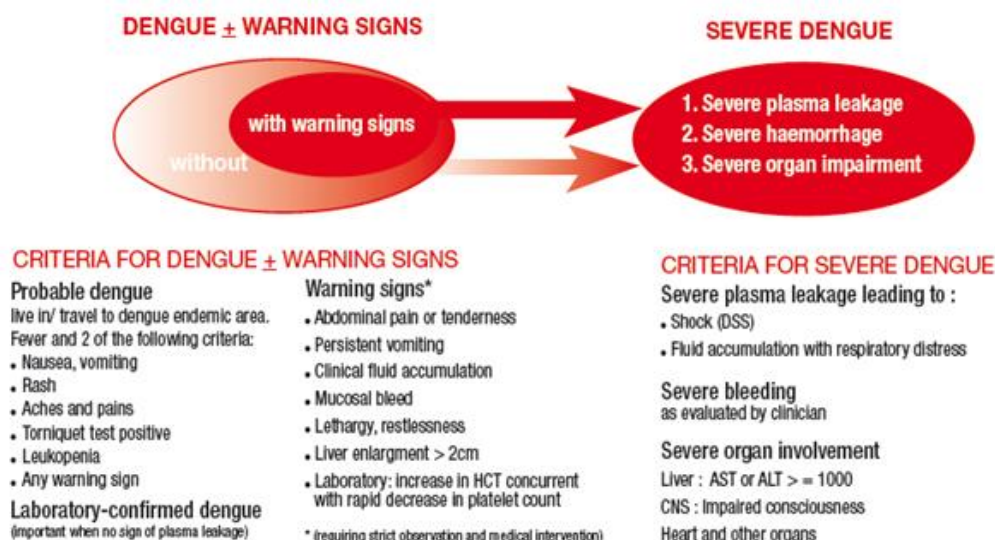 DENGUE ± WARNING SIGNS
SEVERE DENGUE
with warning signs
without
1. Severe plasma leakage
2. Severe haemorrhage
3. Severe organ impairment
CRITERIA FOR DENGUE ± WARNING SIGNS
Probable dengue
live in/ travel to dengue endemic area.
Fever and 2 of the following criteria:
• Nausea, vomiting
• Rash
• Aches and pains
• Torniquet test positive
• Leukopenia
• Any warning sign
Laboratory-confirmed dengue
(important when no sign of plasma leakage)
Warning signs*
• Abdominal pain or tenderness
• Persistent vomiting
• Clinical fluid accumulation
• Mucosal bleed
• Lethargy, restlessness
• Liver enlargment > 2cm
• Laboratory: increase in HCT concurrent
with rapid decrease in platelet count
* (requiring strict observation and medical intervention)
CRITERIA FOR SEVERE DENGUE
Severe plasma leakage leading to :
• Shock (DSS)
• Fluid accumulation with respiratory distress
Severe bleeding
as evaluated by clinician
Severe organ involvement
Liver : AST or ALT > = 1000
CNS : Impaired consciousness
Heart and other organs